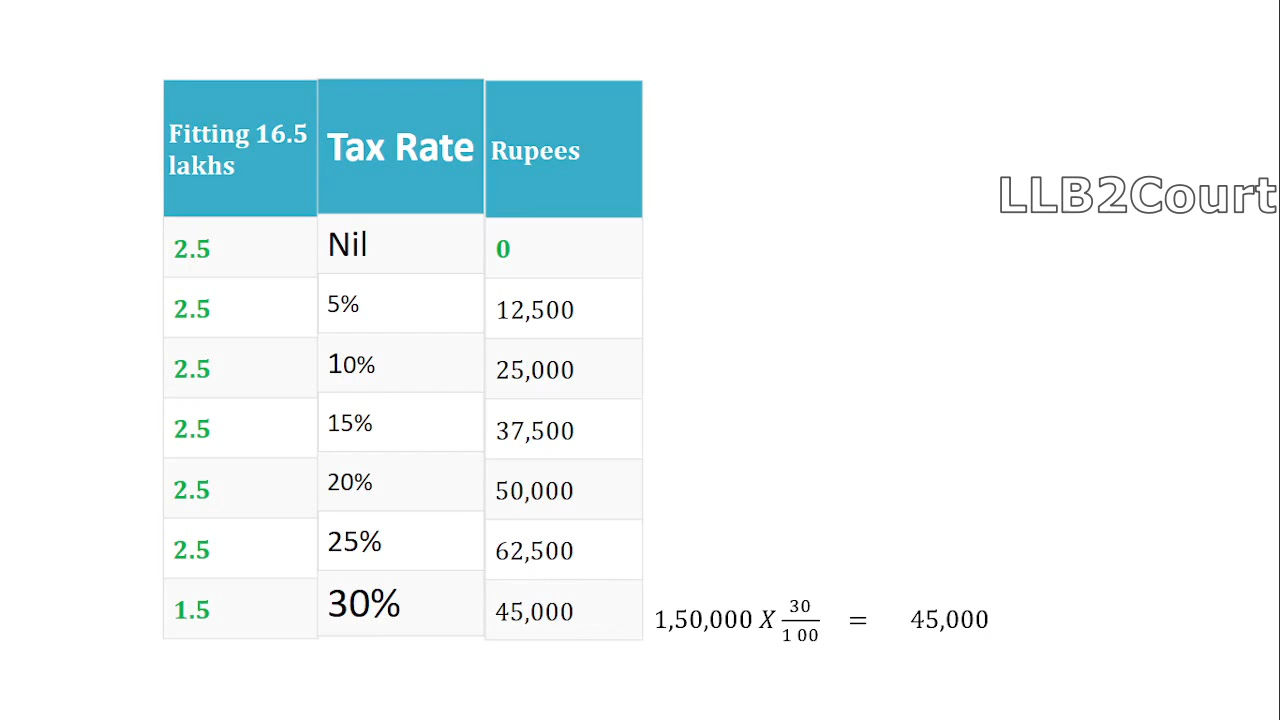 Fitting 16.5 lakhs Tax Rate Rupees
2.5 Nil 0
2.5 5% 12,500
2.5 10% 25,000
2.5 15% 37,500
2.5 20% 50,000
2.5 25% 62,500
1.5 30% 45,000 1,50,000 X 30/1 00 = 45,000
LLB2Court